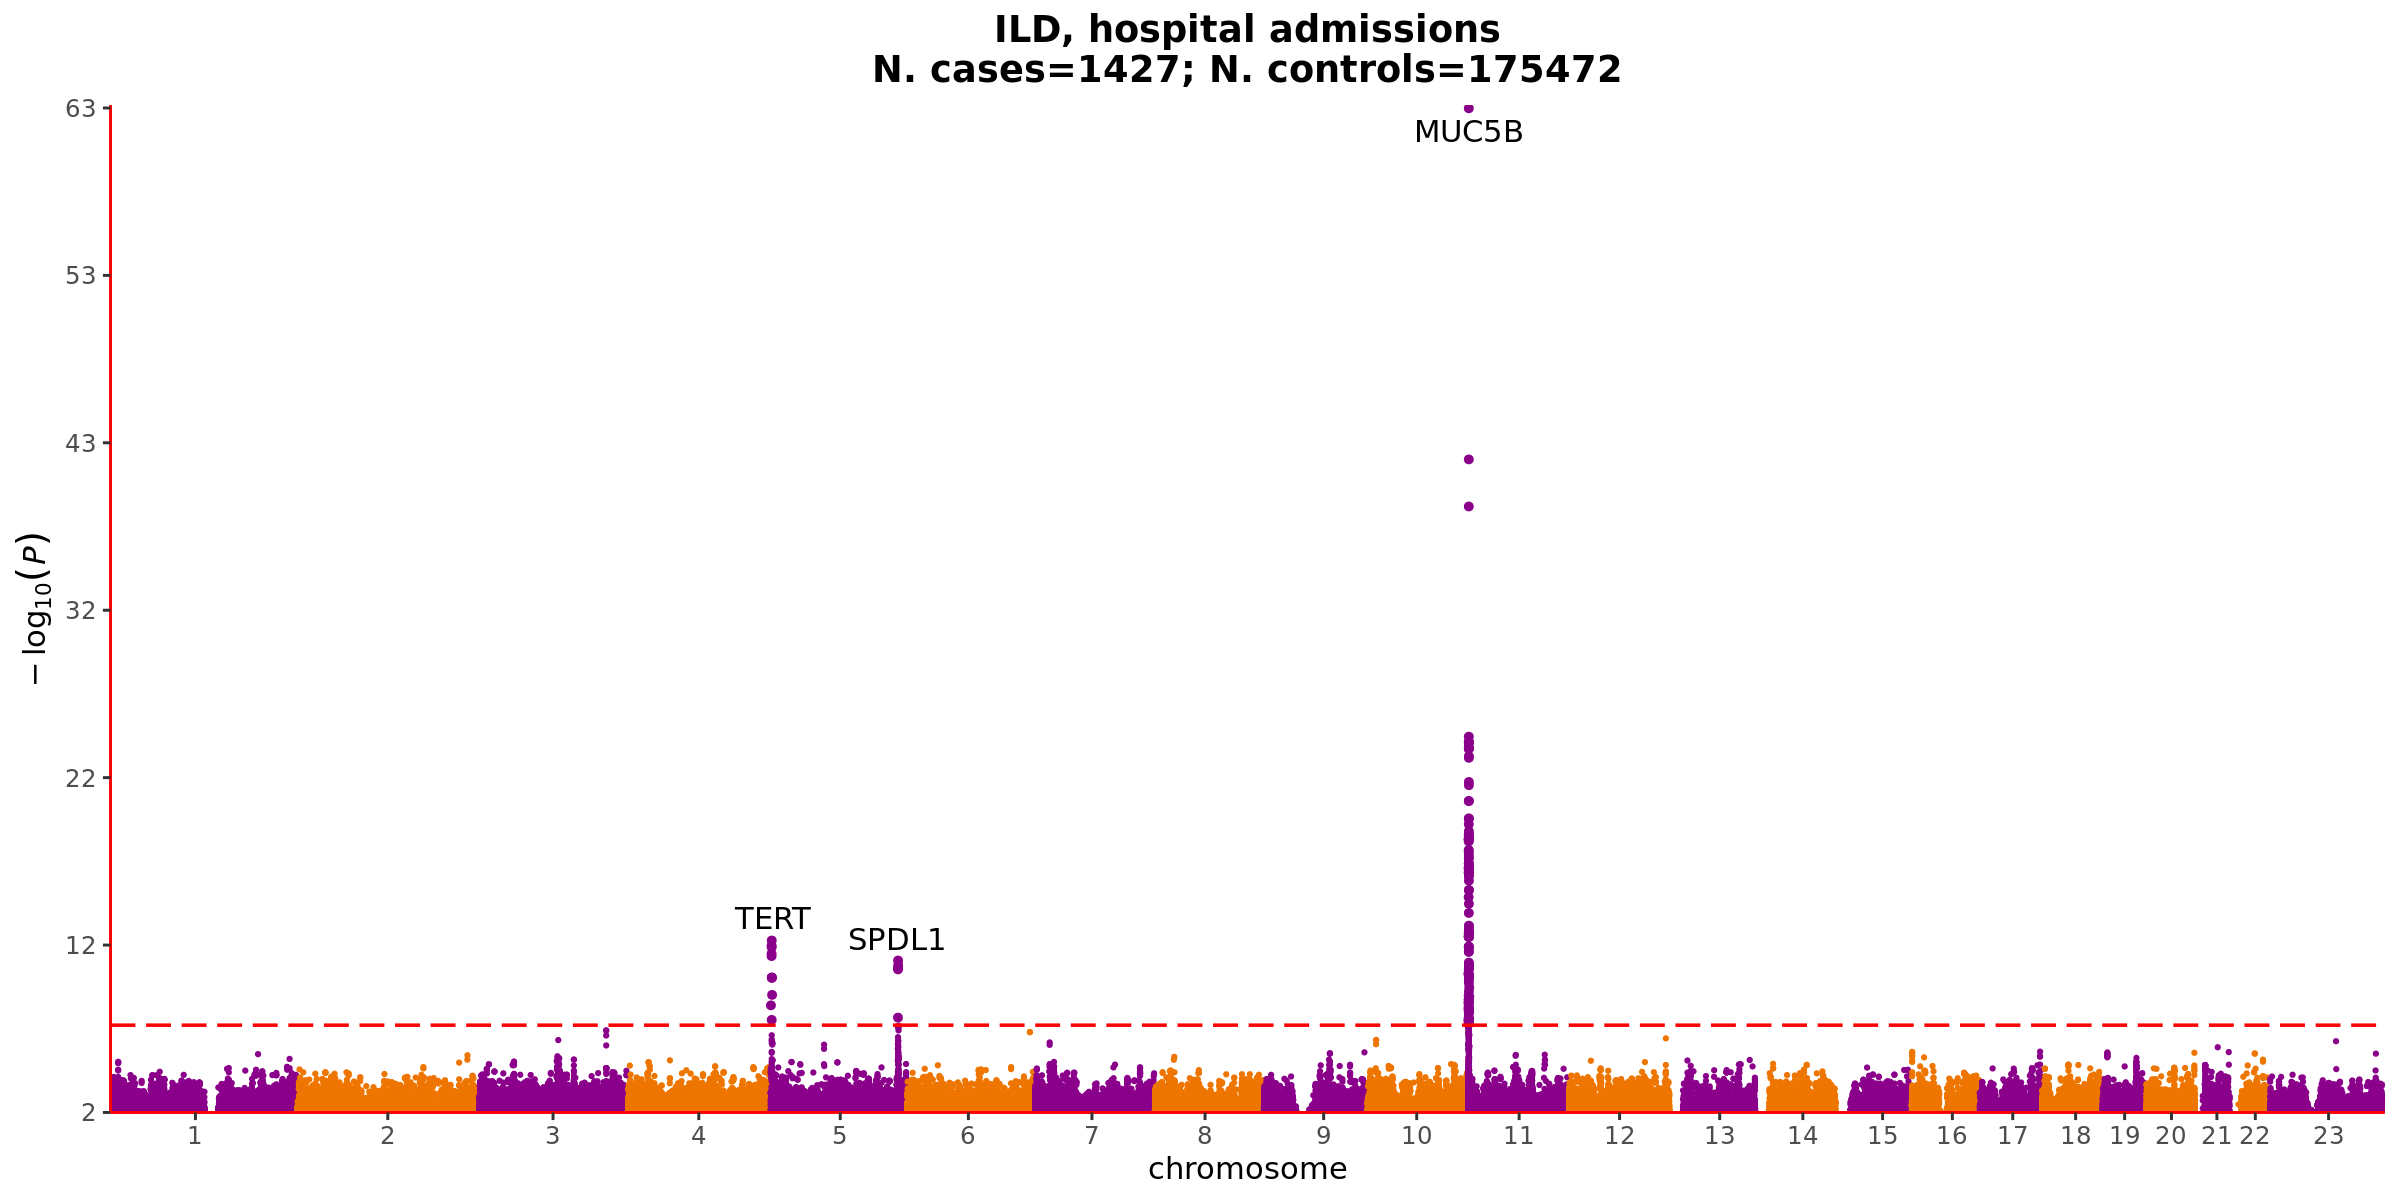 ILD, hospital admissions
N. cases=1427; N. controls=175472
63
53
43
32
22
12
2
−log10(P)
MUC5B
TERT
SPDL1
1 2 3 4 5 6 7 8 9 10 11 12 13 14 15 16 17 18 19 20 21 22 23
chromosome